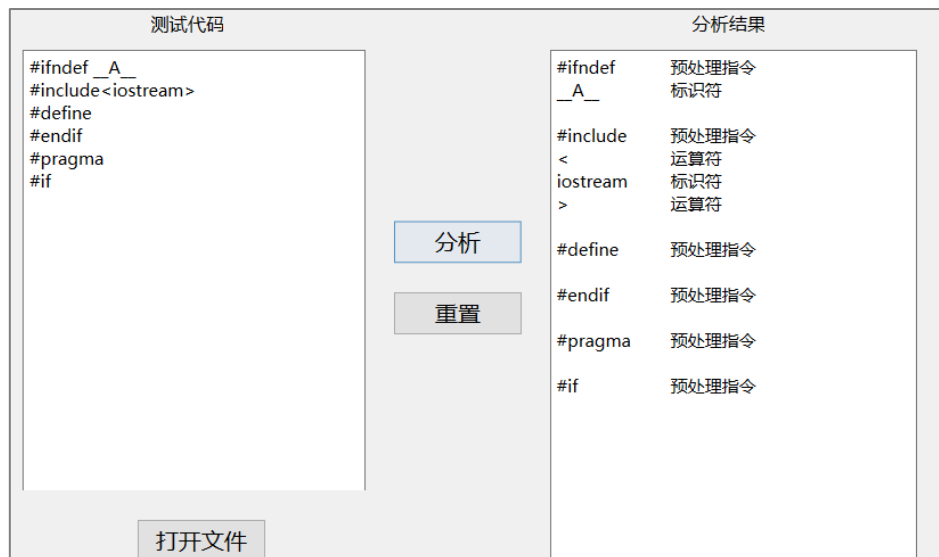 测试代码
#ifndef __A__
#include<iostream>
#define
#endif
#pragma
#if
打开文件
分析
重置
分析结果
#ifndef 预处理指令
__A__ 标识符
#include 预处理指令
< 运算符
iostream 标识符
> 运算符
#define 预处理指令
#endif 预处理指令
#pragma 预处理指令
#if 预处理指令